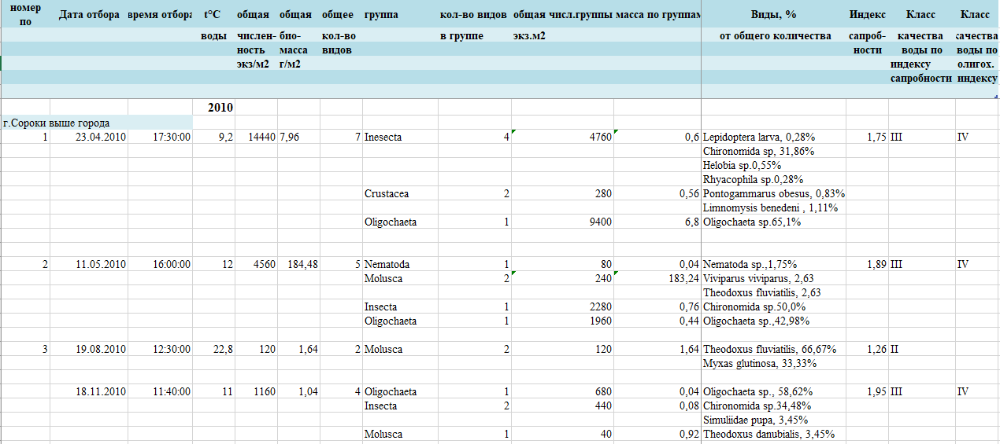 номер Дата отбора время отбора t°C общая общая общее группа кол-во видов общая числ.группы масса по группам Виды, % Индекс Класс Класс
по воды числен- био- кол-во в группе экз.м2 от общего количества сапроб- качества качества
ность масса видов ности воды по воды по
экз/м2 г/м2 индексу олигох.
сапробности индексу
2010
г.Сороки выше города
1 23.04.2010 17:30:00 9,2 14440 7,96 7 Inesecta 4 4760 0,6 Lepidoptera larva, 0,28% 1,75 III IV
Chironomida sp, 31,86%
Helobia sp.0,55%
Rhyacophila sp.0,28%
Crustacea 2 280 0,56 Pontogammarus obesus, 0,83%
Limnomysis benedeni , 1,11%
Oligochaeta 1 9400 6,8 Oligochaeta sp.65,1%
2 11.05.2010 16:00:00 12 4560 184,48 5 Nematoda 1 80 0,04 Nematoda sp.,1,75% 1,89 III IV
Molusca 2 240 183,24 Viviparus viviparus, 2,63
Theodoxus fluviatilis, 2,63
Insecta 1 2280 0,76 Chironomida sp.50,0%
Oligochaeta 1 1960 0,44 Oligochaeta sp.,42,98%
3 19.08.2010 12:30:00 22,8 120 1,64 2 Molusca 2 120 1,64 Theodoxus fluviatilis, 66,67% 1,26 II
Myxas glutinosa, 33,33%
18.11.2010 11:40:00 11 1160 1,04 4 Oligochaeta 1 680 0,04 Oligochaeta sp., 58,62% 1,95 III IV
Insecta 2 440 0,08 Chironomida sp.34,48%
Simuliidae pupa, 3,45%
Molusca 1 40 0,92 Theodoxus danubialis, 3,45%